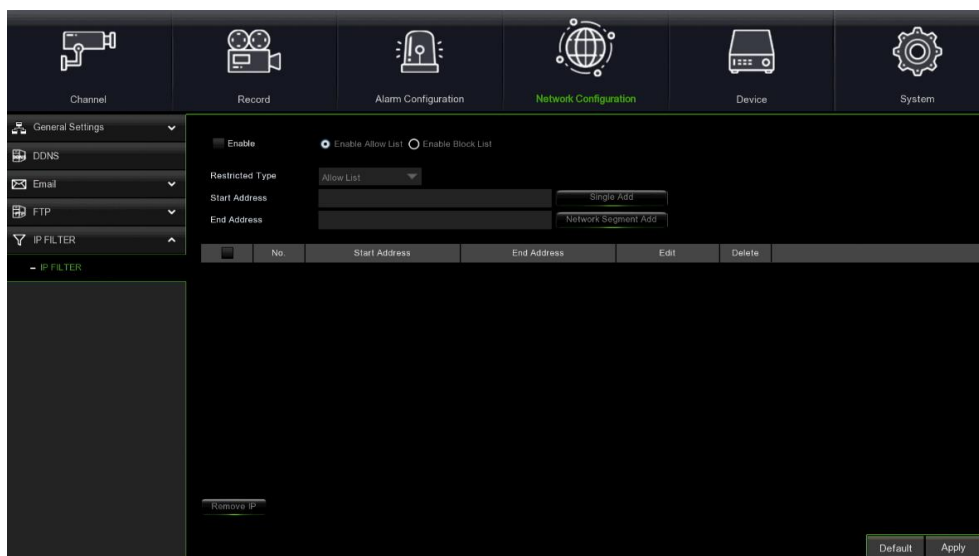 Channel Record Alarm Configuration Network Configuration Device System
General Settings
DDNS
Email
FTP
IP FILTER
– IP FILTER
Enable Enable Allow List Enable Block List
Restricted Type Allow List
Start Address Single Add
End Address Network Segment Add
No. Start Address End Address Edit Delete
Remove IP
Default Apply